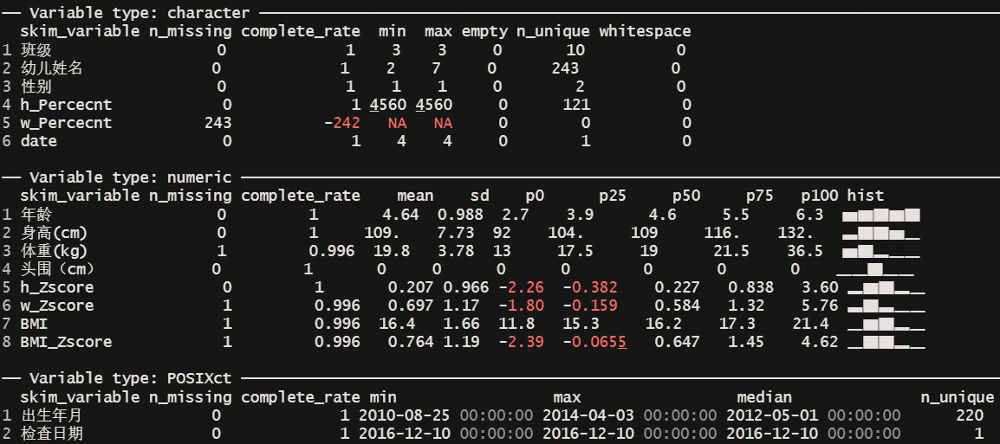 ── Variable type: character ──
skim_variable n_missing complete_rate min max empty n_unique whitespace
1 班级 0 1 3 3 0 10 0
2 幼儿姓名 0 1 2 7 0 243 0
3 性别 0 1 1 1 0 2 0
4 h_Percecnt 0 1 4560 4560 0 121 0
5 w_Percecnt 243 -242 NA NA 0 0 0
6 date 0 1 4 4 0 1 0
── Variable type: numeric ──
skim_variable n_missing complete_rate mean sd p0 p25 p50 p75 p100 hist
1 年龄 0 1 4.64 0.988 2.7 3.9 4.6 5.5 6.3
2 身高(cm) 0 1 109. 7.73 92 104. 109 116. 132.
3 体重(kg) 1 0.996 19.8 3.78 13 17.5 19 21.5 36.5
4 头围（cm） 0 1 0 0 0 0 0 0 0
5 h_Zscore 0 1 0.207 0.966 -2.26 -0.382 0.227 0.838 3.60
6 w_Zscore 1 0.996 0.697 1.17 -1.80 -0.159 0.584 1.32 5.76
7 BMI 1 0.996 16.4 1.66 11.8 15.3 16.2 17.3 21.4
8 BMI_Zscore 1 0.996 0.764 1.19 -2.39 -0.0655 0.647 1.45 4.62
── Variable type: POSIXct ──
skim_variable n_missing complete_rate min max median n_unique
1 出生年月 0 1 2010-08-25 00:00:00 2014-04-03 00:00:00 2012-05-01 00:00:00 220
2 检查日期 0 1 2016-12-10 00:00:00 2016-12-10 00:00:00 2016-12-10 00:00:00 1